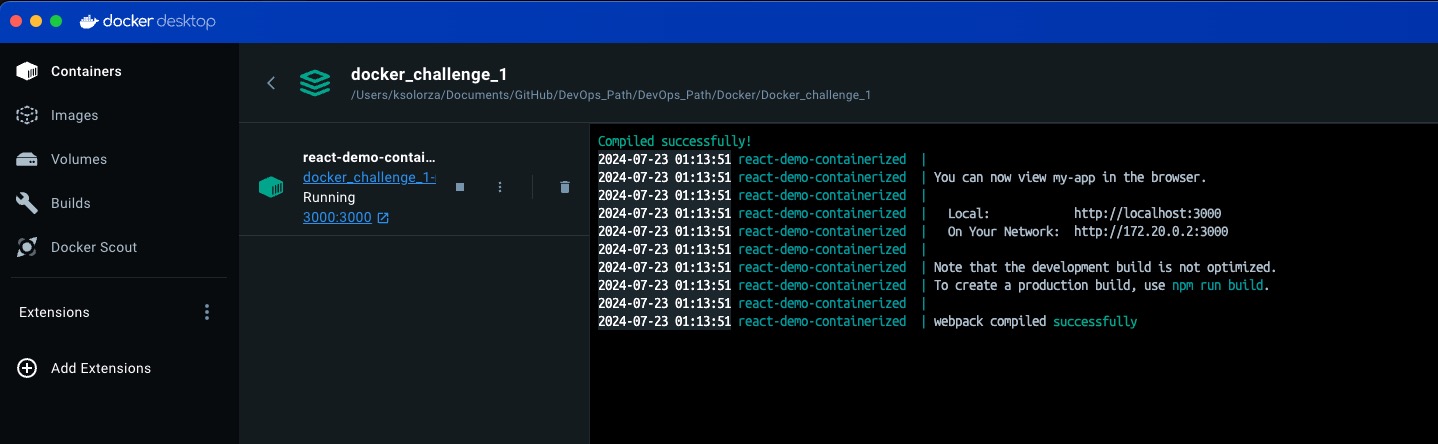 docker desktop
Containers
Images
Volumes
Builds
Docker Scout
Extensions
Add Extensions
docker_challenge_1
/Users/ksolorza/Documents/GitHub/DevOps_Path/DevOps_Path/Docker/Docker_challenge_1
react-demo-contai...
docker_challenge_1-
Running
3000:3000
Compiled successfully!
2024-07-23 01:13:51 react-demo-containerized |
2024-07-23 01:13:51 react-demo-containerized | You can now view my-app in the browser.
2024-07-23 01:13:51 react-demo-containerized |
2024-07-23 01:13:51 react-demo-containerized | Local: http://localhost:3000
2024-07-23 01:13:51 react-demo-containerized | On Your Network: http://172.20.0.2:3000
2024-07-23 01:13:51 react-demo-containerized |
2024-07-23 01:13:51 react-demo-containerized | Note that the development build is not optimized.
2024-07-23 01:13:51 react-demo-containerized | To create a production build, use npm run build.
2024-07-23 01:13:51 react-demo-containerized |
2024-07-23 01:13:51 react-demo-containerized | webpack compiled successfully